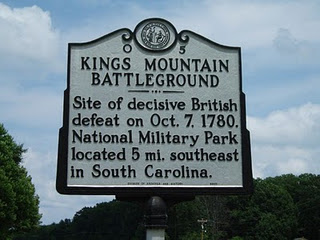 O 5
KINGS MOUNTAIN
BATTLEGROUND
Site of decisive British
defeat on Oct. 7, 1780.
National Military Park
located 5 mi. southeast
in South Carolina.